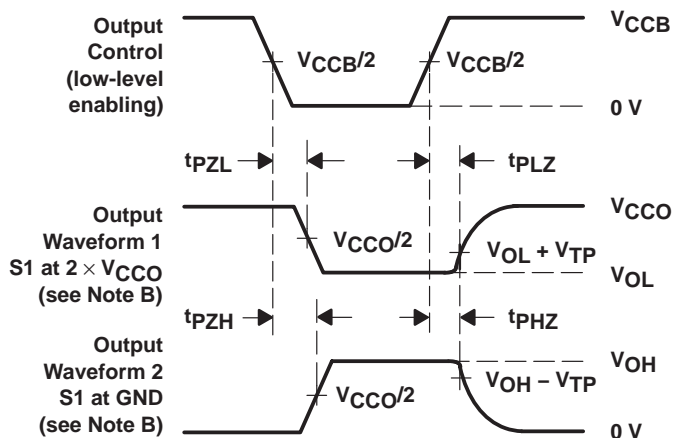 Output
Control
(low-level
enabling)
VCCB/2
VCCB/2
VCCB
0 V
tPZL
tPLZ
Output
Waveform 1
S1 at 2 × VCCO
(see Note B)
VCCO/2
VCCO
VOL + VTP
VOL
tPZH
tPHZ
Output
Waveform 2
S1 at GND
(see Note B)
VCCO/2
VOH
VOH − VTP
0 V